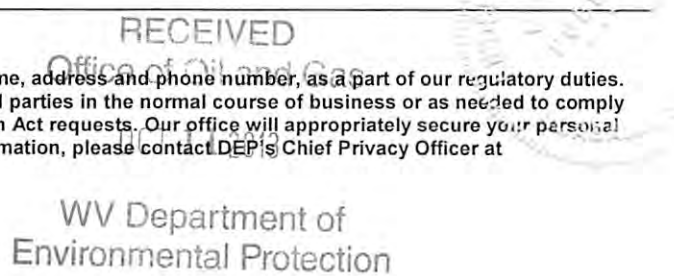 RECEIVED
Office of Oil and Gas
me, address and phone number, as a part of our regulatory duties.
parties in the normal course of business or as needed to comply
Act requests. Our office will appropriately secure your personal
mation, please contact DEP's Chief Privacy Officer at
WV Department of
Environmental Protection